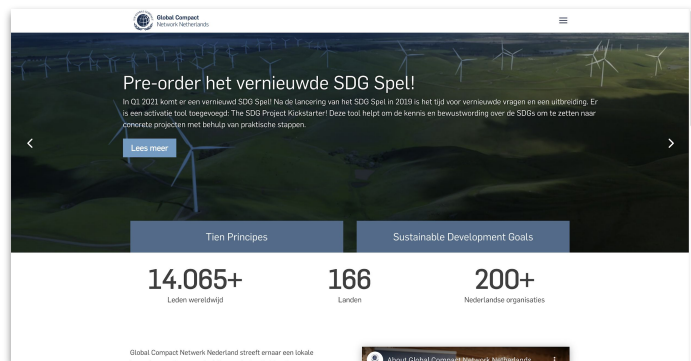 Global Compact
Network Netherlands
Pre-order het vernieuwde SDG Spel!
In Q1 2021 komt er een vernieuwd SDG Spel! Na de lancering van het SDG Spel in 2019 is het tijd voor vernieuwde vragen en een uitbreiding. Er
is een activatie tool toegevoegd: The SDG Project Kickstarter! Deze tool helpt om de kennis en bewustwording over de SDGs om te zetten naar
concrete projecten met behulp van praktische stappen.
Lees meer
Tien Principes
Sustainable Development Goals
14.065+
166
200+
Leden wereldwijd
Landen
Nederlandse organisaties
Global Compact Netwerk Nederland streeft ernaar een lokale
About Global Compact Network Netherlands